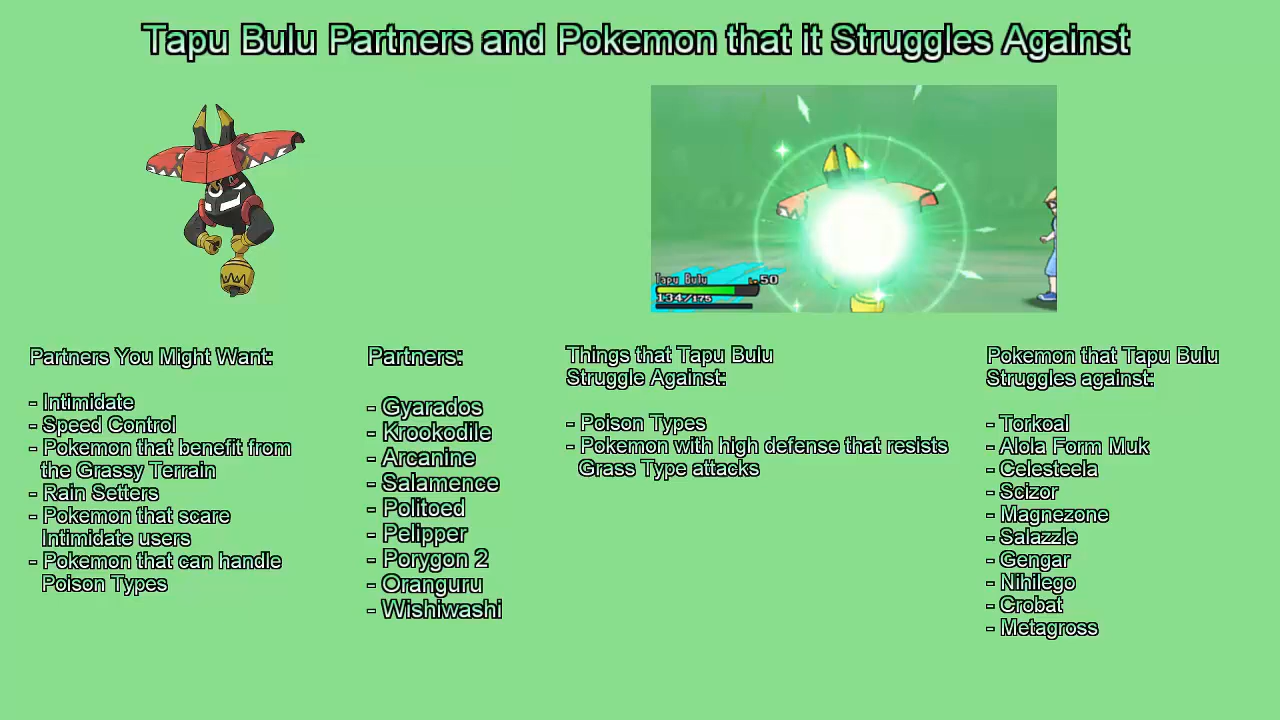 Tapu Bulu Partners and Pokemon that it Struggles Against
Tapu Bulu
Lv.50
134/175
Partners You Might Want:
- Intimidate
- Speed Control
- Pokemon that benefit from
the Grassy Terrain
- Rain Setters
- Pokemon that scare
Intimidate users
- Pokemon that can handle
Poison Types
Partners:
- Gyarados
- Krookodile
- Arcanine
- Salamence
- Politoed
- Pelipper
- Porygon 2
- Oranguru
- Wishiwashi
Things that Tapu Bulu
Struggle Against:
- Poison Types
- Pokemon with high defense that resists
Grass Type attacks
Pokemon that Tapu Bulu
Struggles against:
- Torkoal
- Alola Form Muk
- Celesteela
- Scizor
- Magnezone
- Salazzle
- Gengar
- Nihilego
- Crobat
- Metagross